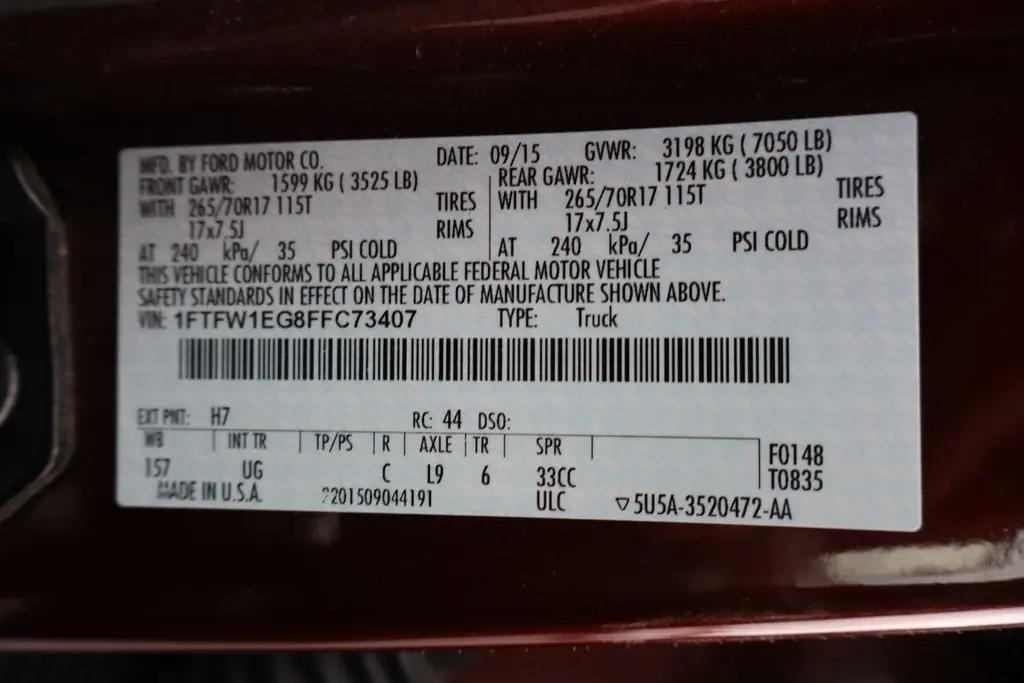 MFD. BY FORD MOTOR CO. DATE: 09/15 GVWR: 3198 KG ( 7050 LB)
FRONT GAWR: 1599 KG ( 3525 LB) REAR GAWR: 1724 KG ( 3800 LB)
WITH 265/70R17 115T TIRES WITH 265/70R17 115T TIRES
17x7.5J RIMS 17x7.5J RIMS
AT 240 kPa/ 35 PSI COLD AT 240 kPa/ 35 PSI COLD
THIS VEHICLE CONFORMS TO ALL APPLICABLE FEDERAL MOTOR VEHICLE
SAFETY STANDARDS IN EFFECT ON THE DATE OF MANUFACTURE SHOWN ABOVE.
VIN: 1FTFW1EG8FFC73407 TYPE: Truck
EXT PNT: H7 RC: 44 DSO:
WB INT TR TP/PS R AXLE TR SPR F0148
157 UG C L9 6 33CC T0835
MADE IN U.S.A. ULC 5U5A-3520472-AA